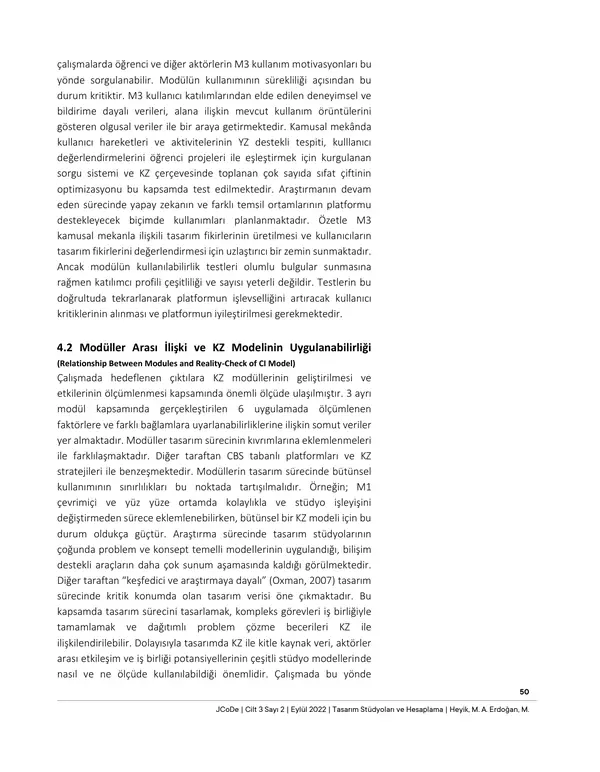 çalışmalarda öğrenci ve diğer aktörlerin M3 kullanım motivasyonları bu
yönde sorgulanabilir. Modülün kullanımının sürekliliği açısından bu
durum kritiktir. M3 kullanıcı katılımlarından elde edilen deneyimsel ve
bildirime dayalı verileri, alana ilişkin mevcut kullanım örüntülerini
gösteren olgusal veriler ile bir araya getirmektedir. Kamusal mekânda
kullanıcı hareketleri ve aktivitelerinin YZ destekli tespiti, kulllanıcı
değerlendirmelerini öğrenci projeleri ile eşleştirmek için kurgulanan
sorgu sistemi ve KZ çerçevesinde toplanan çok sayıda sıfat çiftinin
optimizasyonu bu kapsamda test edilmektedir. Araştırmanın devam
eden sürecinde yapay zekanın ve farklı temsil ortamlarının platformu
destekleyecek biçimde kullanımları planlanmaktadır. Özetle M3
kamusal mekanla ilişkili tasarım fikirlerinin üretilmesi ve kullanıcıların
tasarım fikirlerini değerlendirmesi için uzlaştırıcı bir zemin sunmaktadır.
Ancak modülün kullanılabilirlik testleri olumlu bulgular sunmasına
rağmen katılımcı profil çeşitliliği ve sayısı yeterli değildir. Testlerin bu
doğrultuda tekrarlanarak platformun işlevselliğini artıracak kullanıcı
kritiklerinin alınması ve platformun iyileştirilmesi gerekmektedir.
4.2 Modüller Arası İlişki ve KZ Modelinin Uygulanabilirliği
(Relationship Between Modules and Reality-Check of CI Model)
Çalışmada hedeflenen çıktılara KZ modüllerinin geliştirilmesi ve
etkilerinin ölçümlenmesi kapsamında önemli ölçüde ulaşılmıştır. 3 ayrı
modül kapsamında gerçekleştirilen 6 uygulamada ölçümlenen
faktörlere ve farklı bağlamlara uyarlanabilirliklerine ilişkin somut veriler
yer almaktadır. Modüller tasarım sürecinin kıvrımlarına eklemlenmeleri
ile farklılaşmaktadır. Diğer taraftan CBS tabanlı platformları ve KZ
stratejileri ile benzeşmektedir. Modüllerin tasarım sürecinde bütünsel
kullanımının sınırlılıkları bu noktada tartışılmalıdır. Örneğin; M1
çevrimiçi ve yüz yüze ortamda kolaylıkla ve stüdyo işleyişini
değiştirmeden sürece eklemlenebilirken, bütünsel bir KZ modeli için bu
durum oldukça güçtür. Araştırma sürecinde tasarım stüdyolarının
çoğunda problem ve konsept temelli modellerinin uygulandığı, bilişim
destekli araçların daha çok sunum aşamasında kaldığı görülmektedir.
Diğer taraftan “keşfedici ve araştırmaya dayalı” (Oxman, 2007) tasarım
sürecinde kritik konumda olan tasarım verisi öne çıkmaktadır. Bu
kapsamda tasarım sürecini tasarlamak, kompleks görevleri iş birliğiyle
tamamlamak ve dağıtımlı problem çözme becerileri KZ ile
ilişkilendirilebilir. Dolayısıyla tasarımda KZ ile kitle kaynak veri, aktörler
arası etkileşim ve iş birliği potansiyellerinin çeşitli stüdyo modellerinde
nasıl ve ne ölçüde kullanılabildiği önemlidir. Çalışmada bu yönde
50
JCoDe | Cilt 3 Sayı 2 | Eylül 2022 | Tasarım Stüdyoları ve Hesaplama | Heyik, M. A. Erdoğan, M.